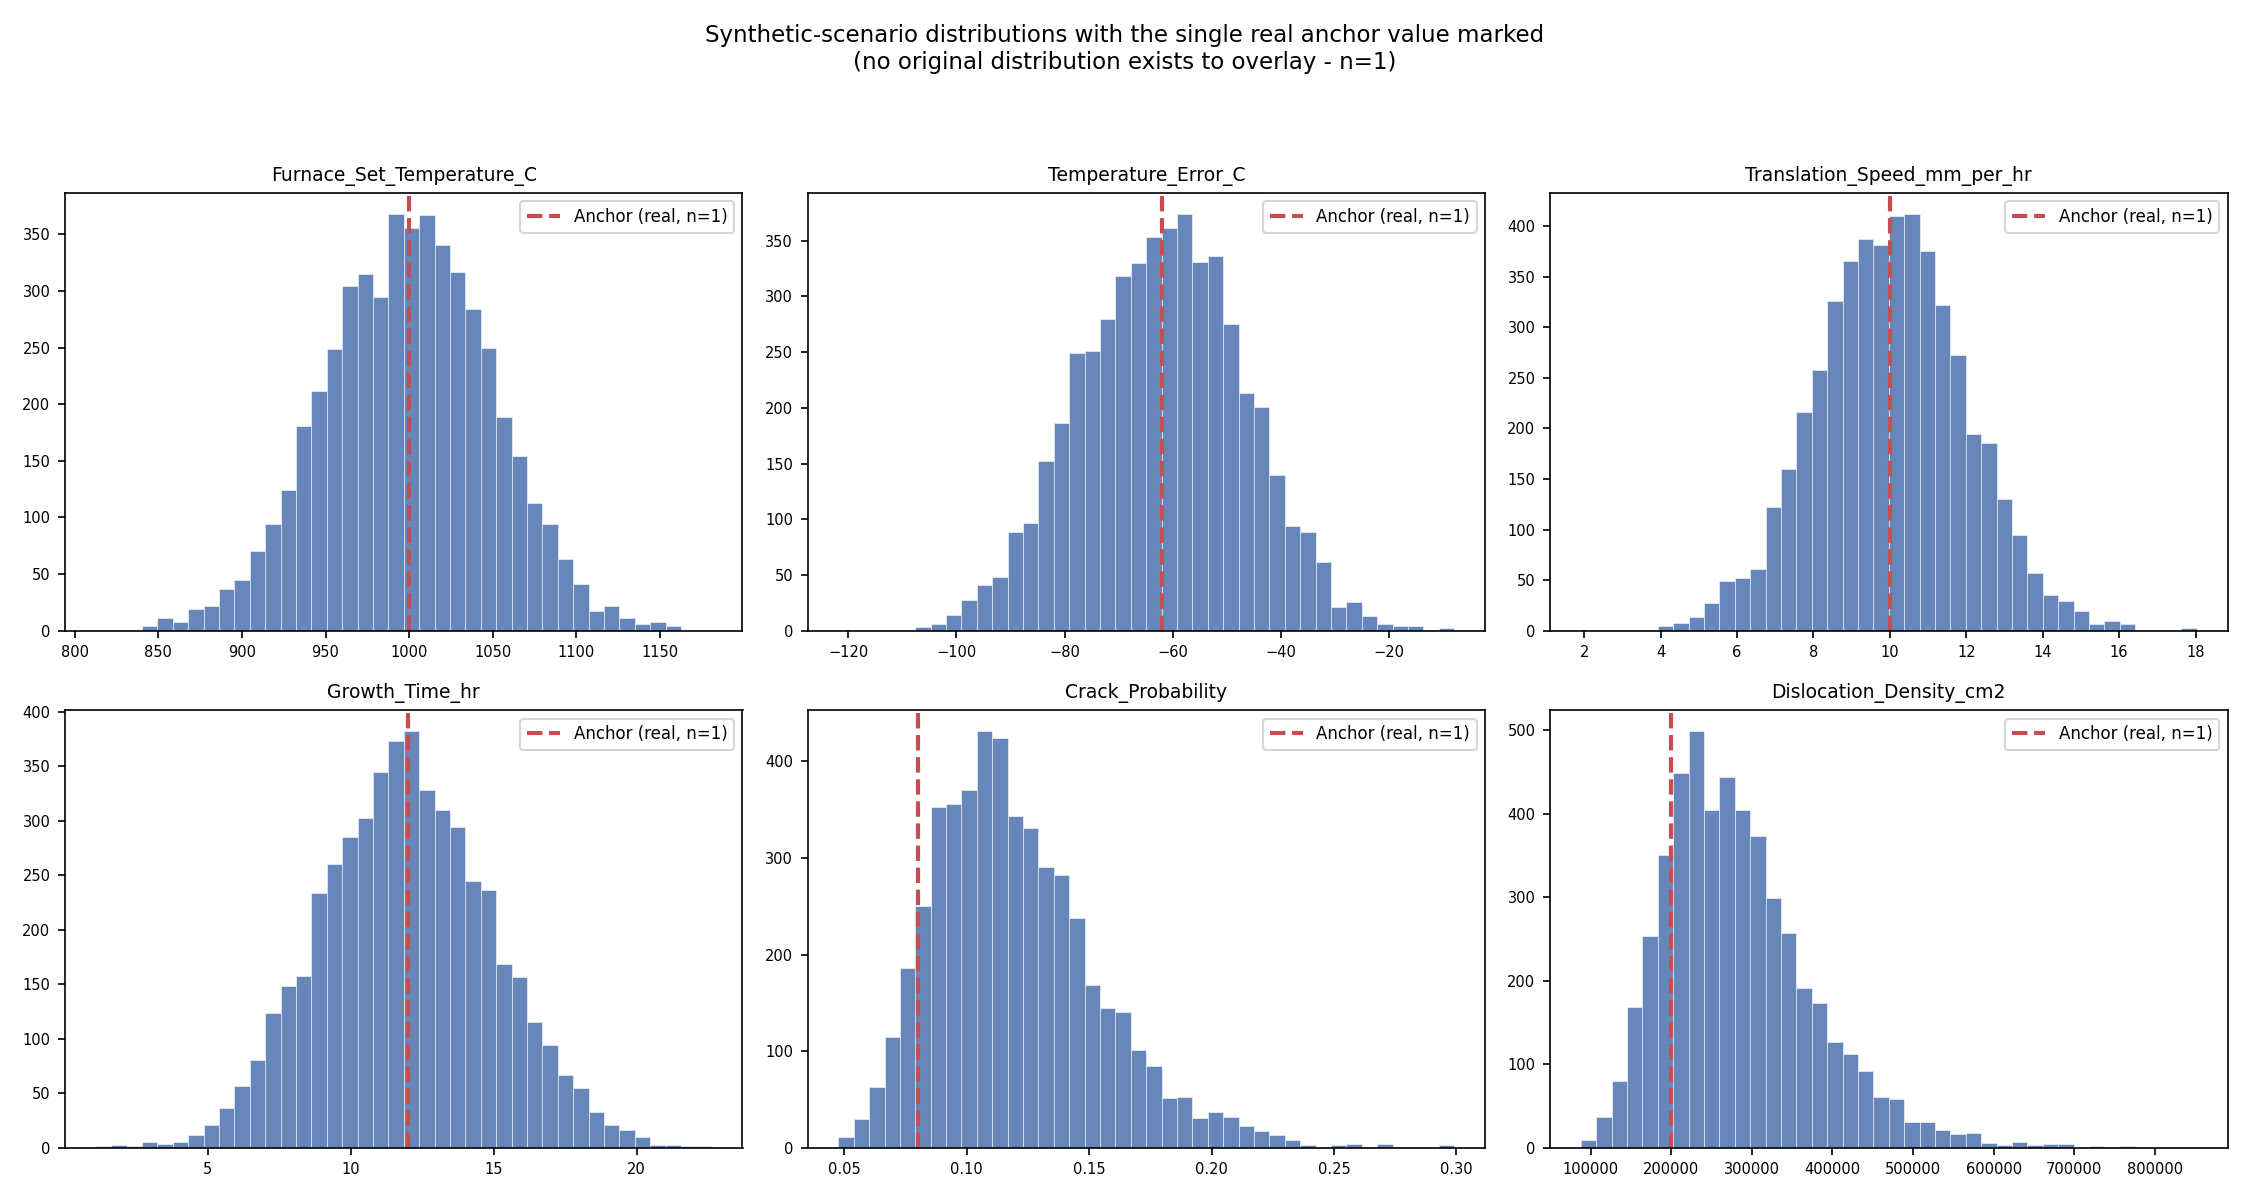 Synthetic-scenario distributions with the single real anchor value marked
(no original distribution exists to overlay - n=1)
Furnace_Set_Temperature_C
Anchor (real, n=1)
350
300
250
200
150
100
50
0
800 850 900 950 1000 1050 1100 1150
Temperature_Error_C
Anchor (real, n=1)
350
300
250
200
150
100
50
0
−120 −100 −80 −60 −40 −20
Translation_Speed_mm_per_hr
Anchor (real, n=1)
400
350
300
250
200
150
100
50
0
2 4 6 8 10 12 14 16 18
Growth_Time_hr
Anchor (real, n=1)
400
350
300
250
200
150
100
50
0
5 10 15 20
Crack_Probability
Anchor (real, n=1)
400
300
200
100
0
0.05 0.10 0.15 0.20 0.25 0.30
Dislocation_Density_cm2
Anchor (real, n=1)
500
400
300
200
100
0
100000 200000 300000 400000 500000 600000 700000 800000